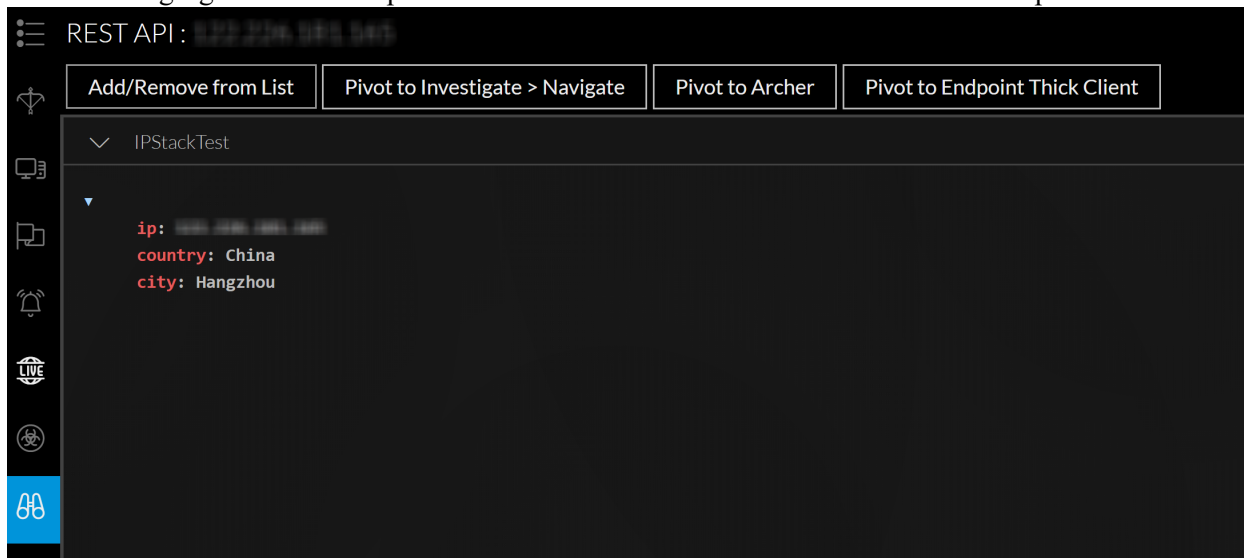 REST API :
Add/Remove from List
Pivot to Investigate > Navigate
Pivot to Archer
Pivot to Endpoint Thick Client
IPStackTest
ip:
country: China
city: Hangzhou
LIVE